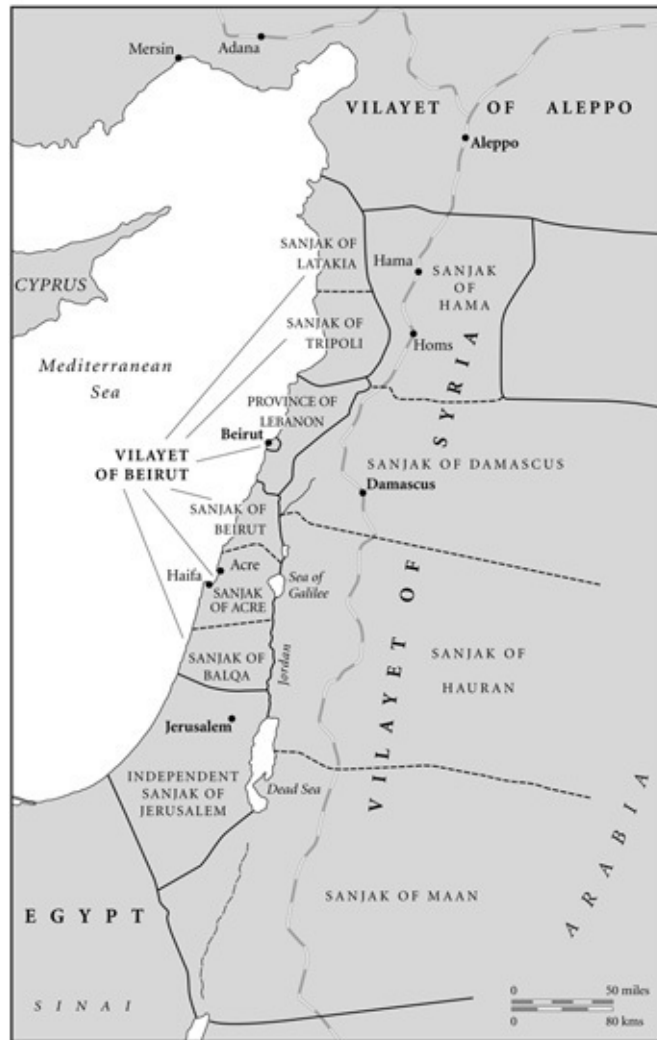 Mersin
Adana
VILAYET OF ALEPPO
Aleppo
SANJAK OF
LATAKIA
Hama
SANJAK
OF
HAMA
CYPRUS
SANJAK OF
TRIPOLI
Homs
Mediterranean
Sea
PROVINCE OF
LEBANON
Beirut
VILAYET
OF BEIRUT
SANJAK OF DAMASCUS
Damascus
SANJAK OF
BEIRUT
Acre
Haifa
Sea of
Galilee
SANJAK
OF ACRE
SANJAK OF
BALQA
Jordan
SANJAK OF
HAURAN
VILAYET OF SYRIA
Jerusalem
INDEPENDENT
SANJAK OF
JERUSALEM
Dead Sea
SANJAK OF MAAN
ARABIA
EGYPT
SINAI
0 50 miles
0 80 kms